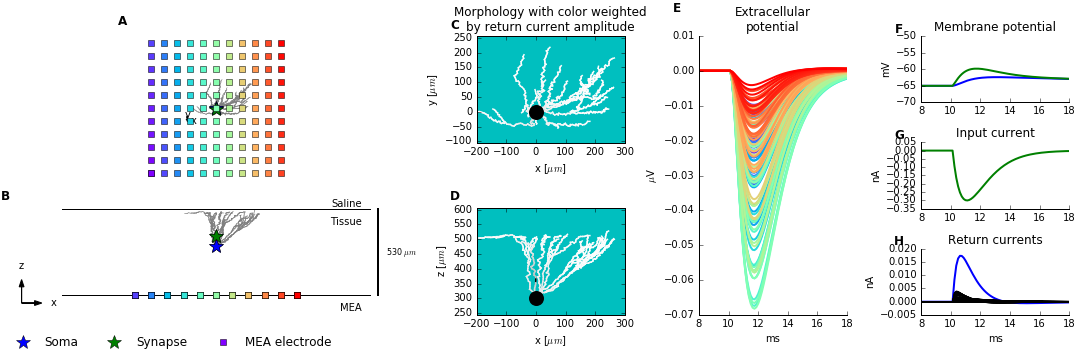 A
y
x
B
Saline
Tissue
530 μm
z
x
MEA
Soma
Synapse
MEA electrode
Morphology with color weighted
by return current amplitude
C
250
200
150
100
50
0
−50
−100
y [μm]
−200 −100 0 100 200 300
x [μm]
D
600
550
500
450
400
350
300
250
z [μm]
−200 −100 0 100 200 300
x [μm]
E
Extracellular
potential
0.01
0.00
−0.01
−0.02
−0.03
−0.04
−0.05
−0.06
−0.07
μV
8 10 12 14 16 18
ms
F
Membrane potential
−50
−55
−60
−65
−70
mV
8 10 12 14 16 18
G
Input current
0.05
0.00
−0.05
−0.10
−0.15
−0.20
−0.25
−0.30
−0.35
nA
8 10 12 14 16 18
H
Return currents
0.020
0.015
0.010
0.005
0.000
−0.005
nA
8 10 12 14 16 18
ms